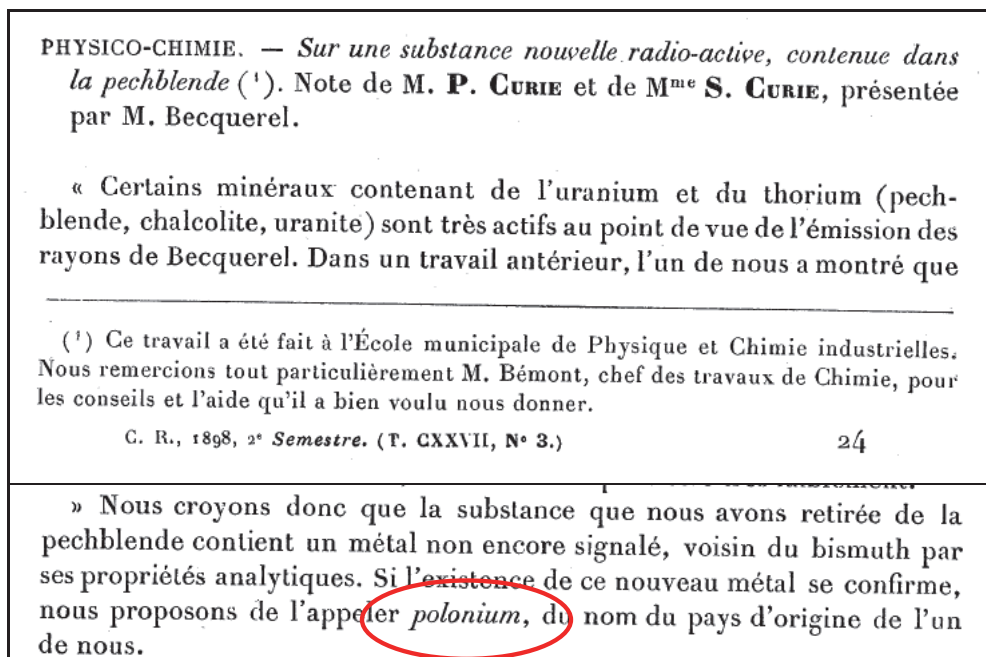 PHYSICO-CHIMIE. — Sur une substance nouvelle radio-active, contenue dans
la pechblende (¹). Note de M. P. CURIE et de Mᵐᵉ S. CURIE, présentée
par M. Becquerel.
« Certains minéraux contenant de l'uranium et du thorium (pech-
blende, chalcolite, uranite) sont très actifs au point de vue de l'émission des
rayons de Becquerel. Dans un travail antérieur, l'un de nous a montré que
(¹) Ce travail a été fait à l'École municipale de Physique et Chimie industrielles.
Nous remercions tout particulièrement M. Bémont, chef des travaux de Chimie, pour
les conseils et l'aide qu'il a bien voulu nous donner.
C. R., 1898, 2ᵉ Semestre. (T. CXXVII, N° 3.) 24
» Nous croyons donc que la substance que nous avons retirée de la
pechblende contient un métal non encore signalé, voisin du bismuth par
ses propriétés analytiques. Si l'existence de ce nouveau métal se confirme,
nous proposons de l'appeler polonium, du nom du pays d'origine de l'un
de nous.